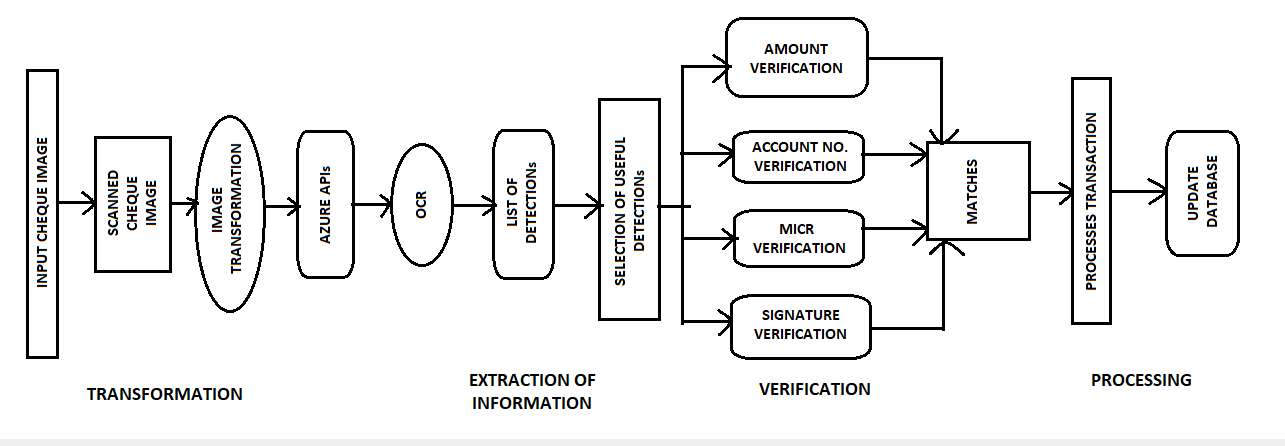 INPUT CHEQUE IMAGE
SCANNED
CHEQUE
IMAGE
IMAGE
TRANSFORMATION
AZURE APIs
OCR
LIST OF
DETECTIONs
SELECTION OF USEFUL
DETECTIONs
AMOUNT
VERIFICATION
ACCOUNT NO.
VERIFICATION
MICR
VERIFICATION
SIGNATURE
VERIFICATION
MATCHES
PROCESSES TRANSACTION
UPDATE
DATABASE
TRANSFORMATION
EXTRACTION OF
INFORMATION
VERIFICATION
PROCESSING